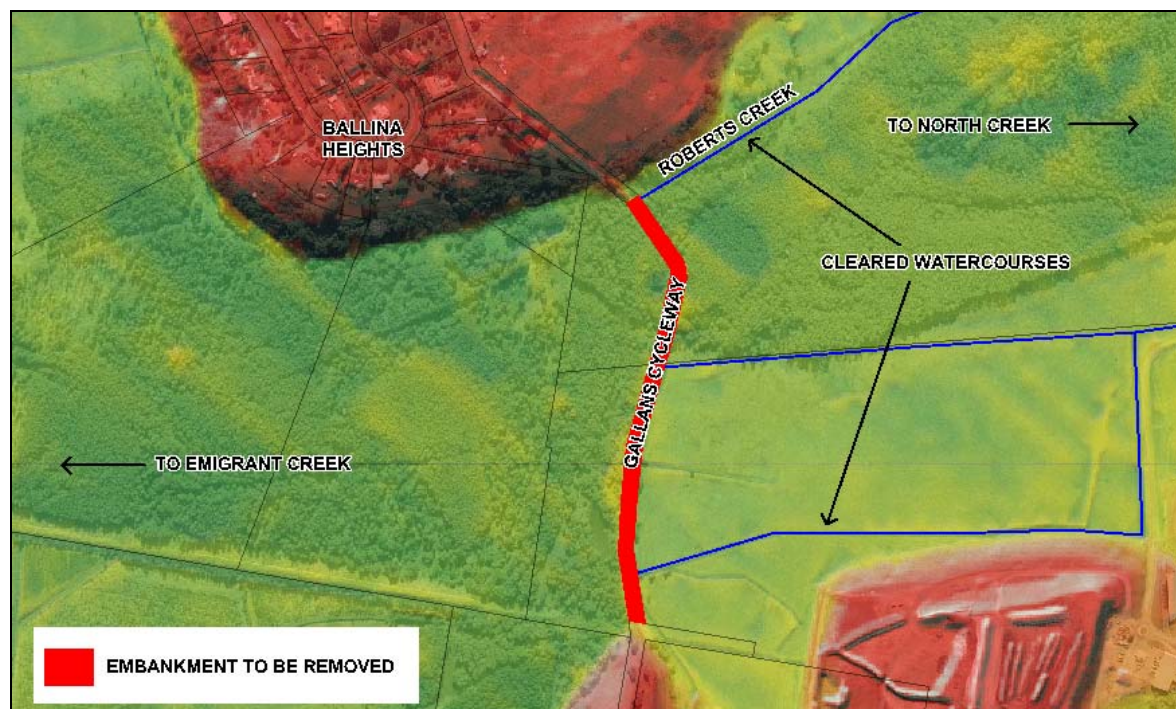 BALLINA
HEIGHTS
ROBERTS CREEK
TO NORTH CREEK
CLEARED WATERCOURSES
GALLANS CYCLEWAY
TO EMIGRANT CREEK
EMBANKMENT TO BE REMOVED